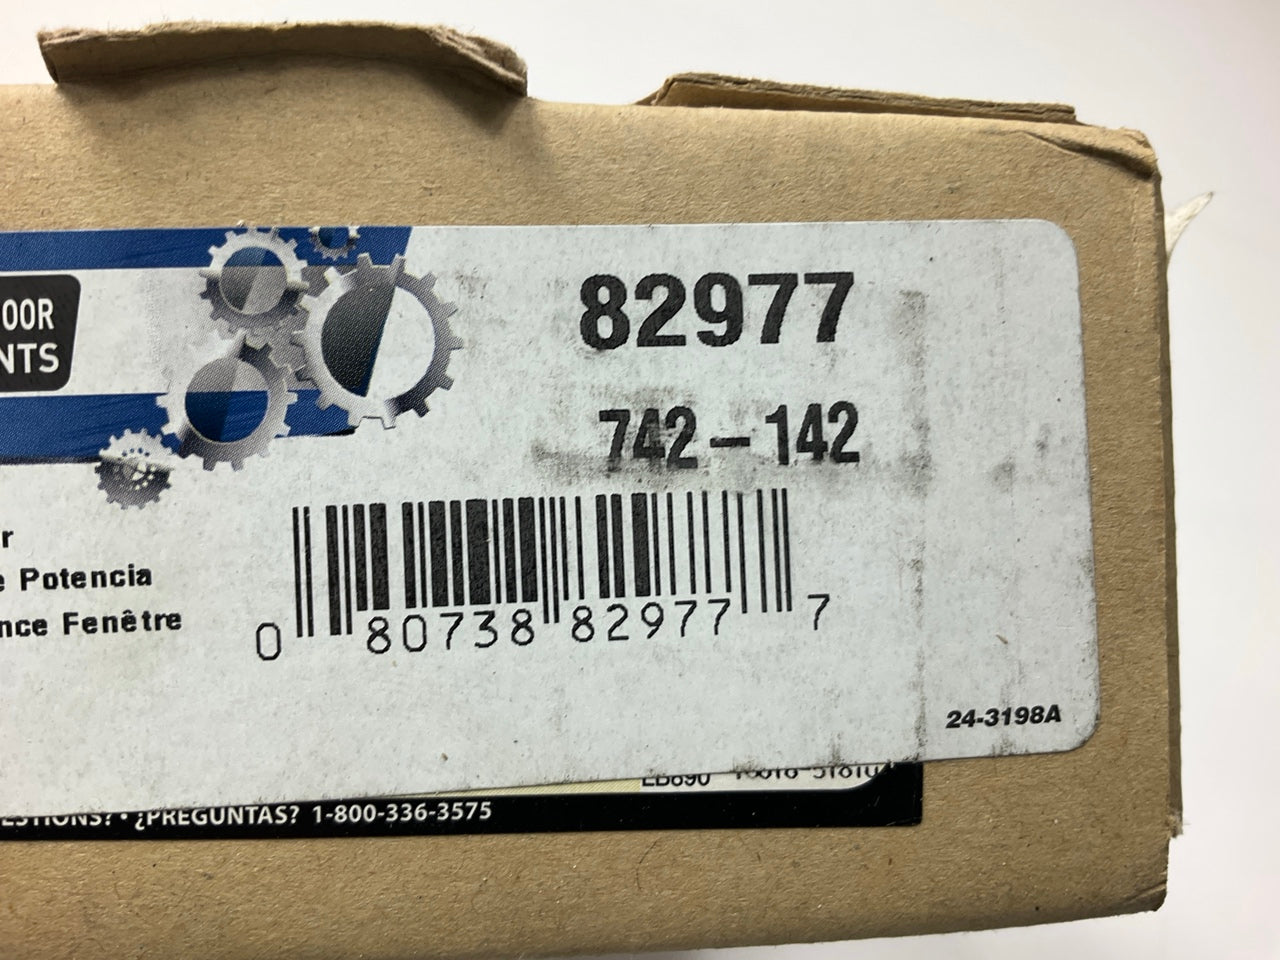 OOR
NTS
82977
742-142
0 80738 82977 7
r
e Potencia
nce Fenêtre
24-3198A
ESTIONS? • ¿PREGUNTAS? 1-800-336-3575